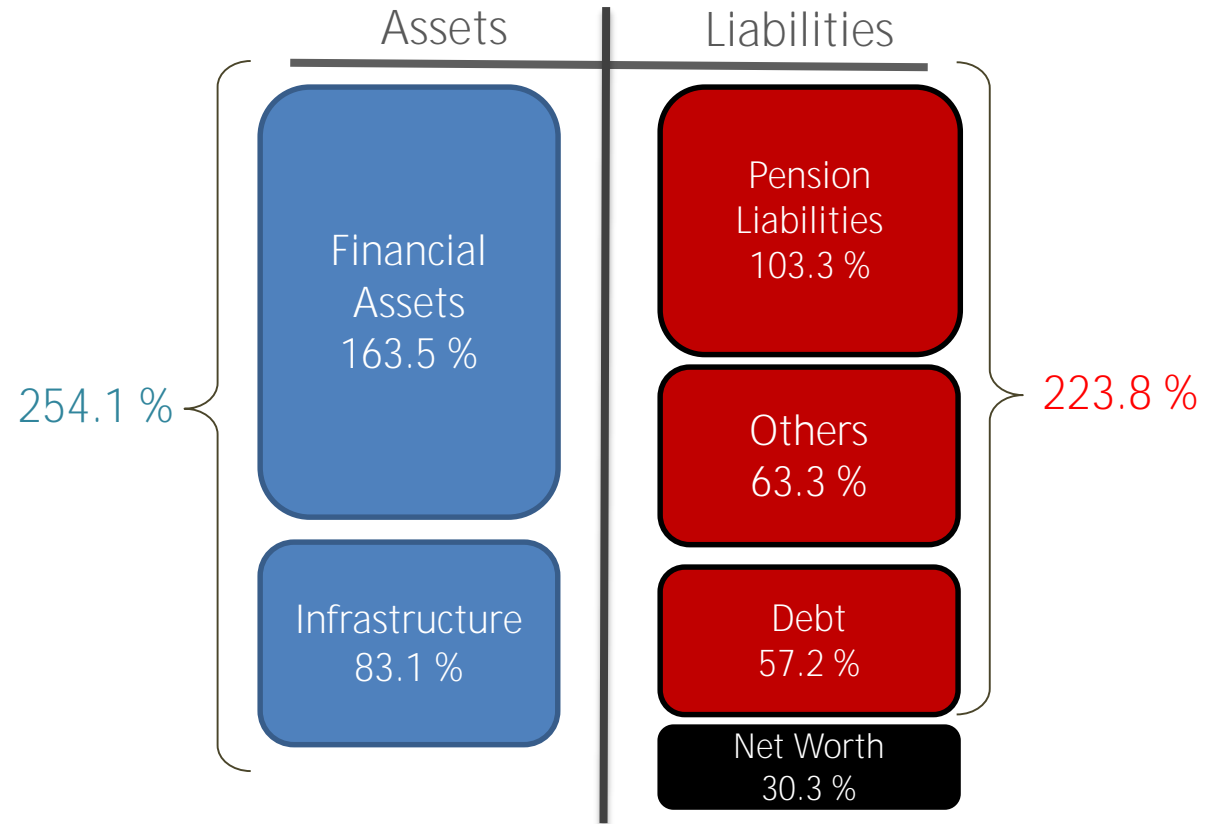 Assets
Liabilities
254.1 %
Financial
Assets
163.5 %
Infrastructure
83.1 %
Pension
Liabilities
103.3 %
Others
63.3 %
Debt
57.2 %
Net Worth
30.3 %
223.8 %